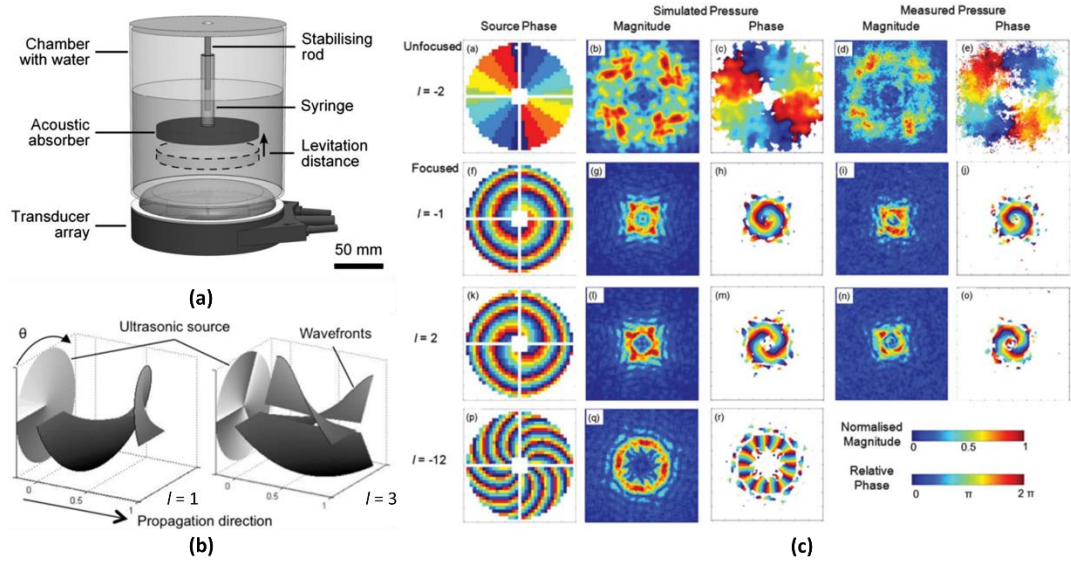 (a)
Chamber
with water
Acoustic
absorber
Transducer
array
Stabilising
rod
Syringe
Levitation
distance
50 mm
(a)
θ
Ultrasonic source
Wavefronts
0
0.5
1
l = 1
0
0.5
1
l = 3
Propagation direction
(b)
Simulated Pressure
Measured Pressure
Source Phase
Magnitude
Phase
Magnitude
Phase
Unfocused
l = -2
(a)
(b)
(c)
(d)
(e)
Focused
l = -1
(f)
(g)
(h)
(i)
(j)
l = 2
(k)
(l)
(m)
(n)
(o)
l = -12
(p)
(q)
(r)
Normalised
Magnitude
0
0.5
1
Relative
Phase
0
π
2 π
(c)